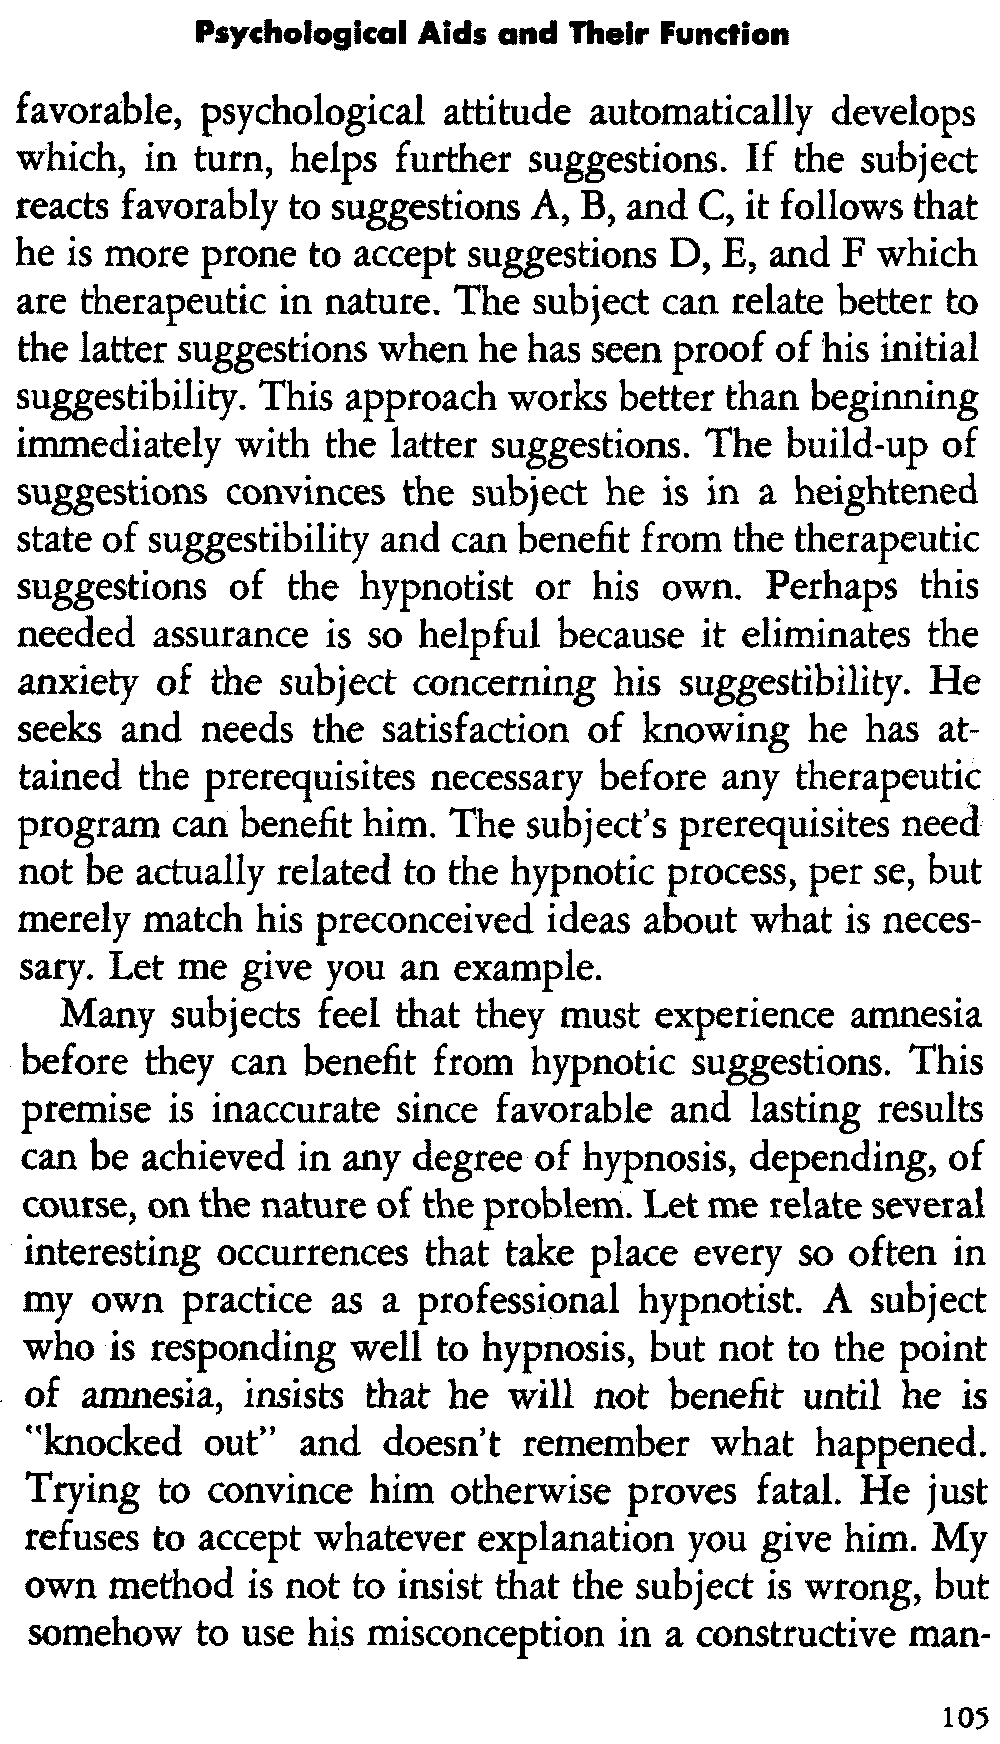 Psychological Aids and Their Function
favorable, psychological attitude automatically develops
which, in turn, helps further suggestions. If the subject
reacts favorably to suggestions A, B, and C, it follows that
he is more prone to accept suggestions D, E, and F which
are therapeutic in nature. The subject can relate better to
the latter suggestions when he has seen proof of his initial
suggestibility. This approach works better than beginning
immediately with the latter suggestions. The build-up of
suggestions convinces the subject he is in a heightened
state of suggestibility and can benefit from the therapeutic
suggestions of the hypnotist or his own. Perhaps this
needed assurance is so helpful because it eliminates the
anxiety of the subject concerning his suggestibility. He
seeks and needs the satisfaction of knowing he has at-
tained the prerequisites necessary before any therapeutic
program can benefit him. The subject's prerequisites need
not be actually related to the hypnotic process, per se, but
merely match his preconceived ideas about what is neces-
sary. Let me give you an example.
Many subjects feel that they must experience amnesia
before they can benefit from hypnotic suggestions. This
premise is inaccurate since favorable and lasting results
can be achieved in any degree of hypnosis, depending, of
course, on the nature of the problem. Let me relate several
interesting occurrences that take place every so often in
my own practice as a professional hypnotist. A subject
who is responding well to hypnosis, but not to the point
of amnesia, insists that he will not benefit until he is
"knocked out" and doesn't remember what happened.
Trying to convince him otherwise proves fatal. He just
refuses to accept whatever explanation you give him. My
own method is not to insist that the subject is wrong, but
somehow to use his misconception in a constructive man-
105